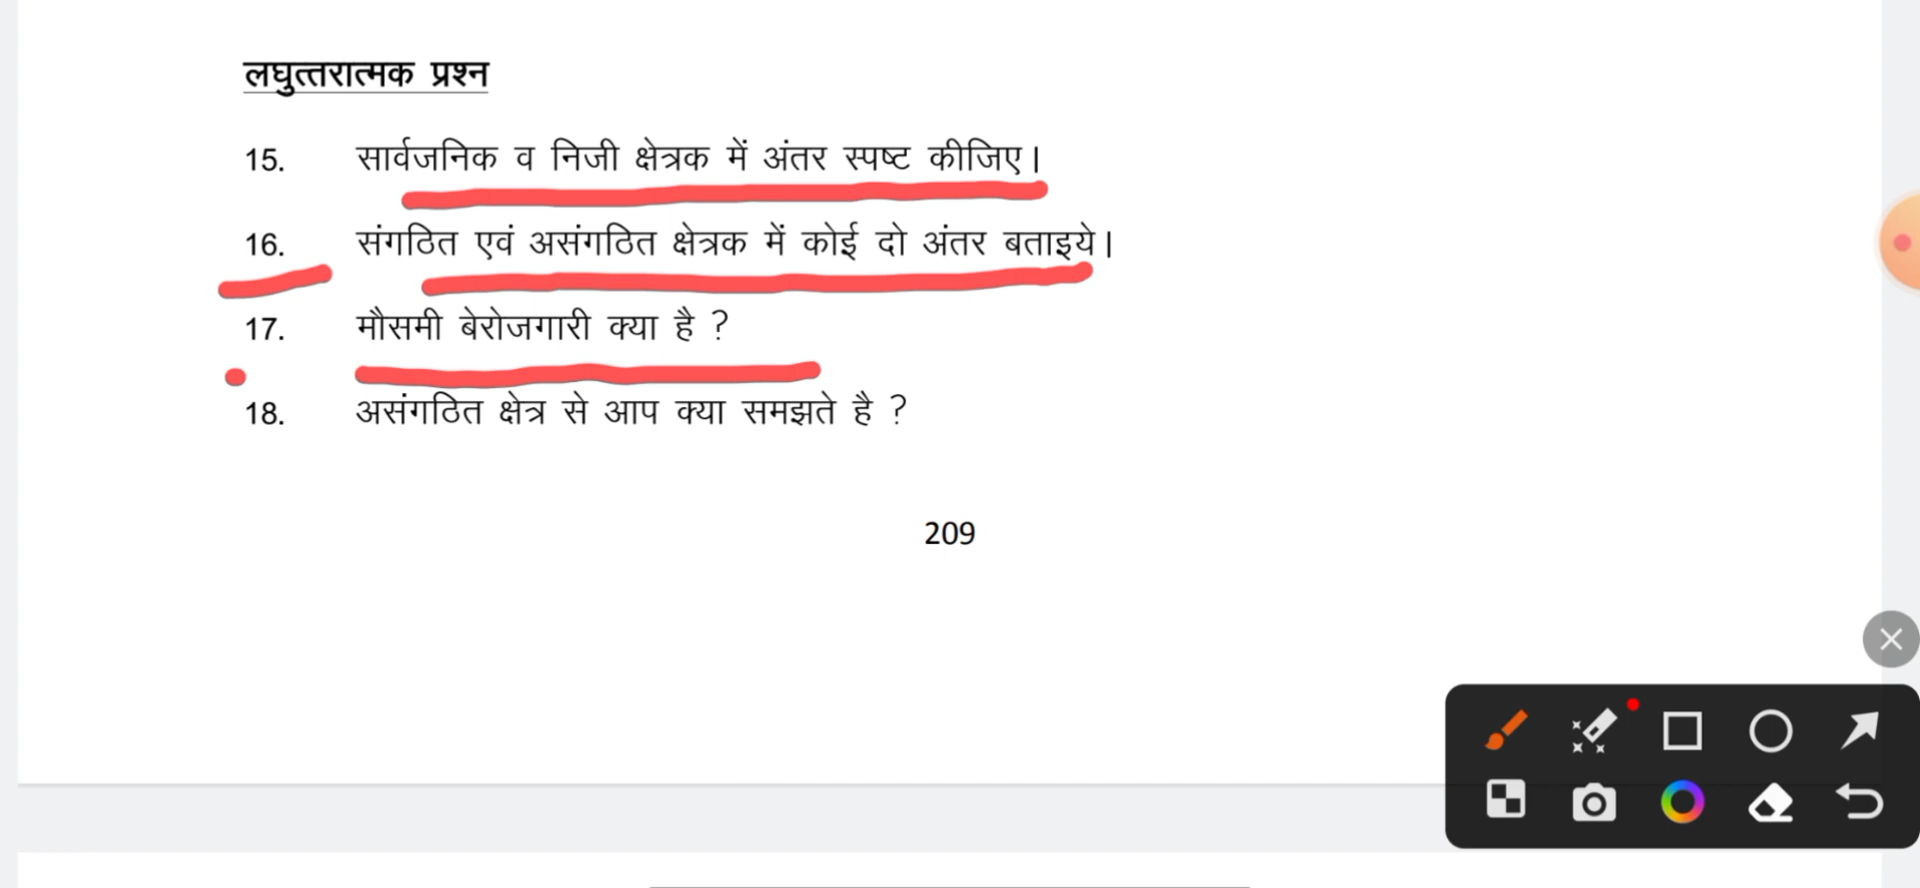 लघुत्तरात्मक प्रश्न
15. सार्वजनिक व निजी क्षेत्रक में अंतर स्पष्ट कीजिए।
16. संगठित एवं असंगठित क्षेत्रक में कोई दो अंतर बताइये।
17. मौसमी बेरोजगारी क्या है ?
18. असंगठित क्षेत्र से आप क्या समझते है ?
209